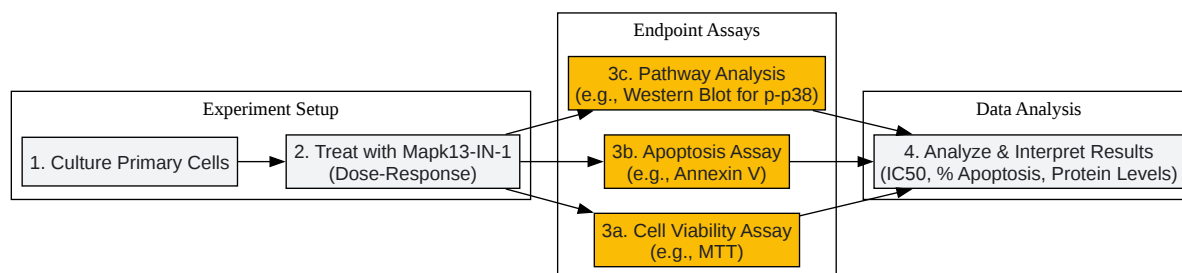 Endpoint Assays
3c. Pathway Analysis
(e.g., Western Blot for p-p38)
Experiment Setup
Data Analysis
1. Culture Primary Cells
2. Treat with Mapk13-IN-1
(Dose-Response)
3b. Apoptosis Assay
(e.g., Annexin V)
4. Analyze & Interpret Results
(IC50, % Apoptosis, Protein Levels)
3a. Cell Viability Assay
(e.g., MTT)